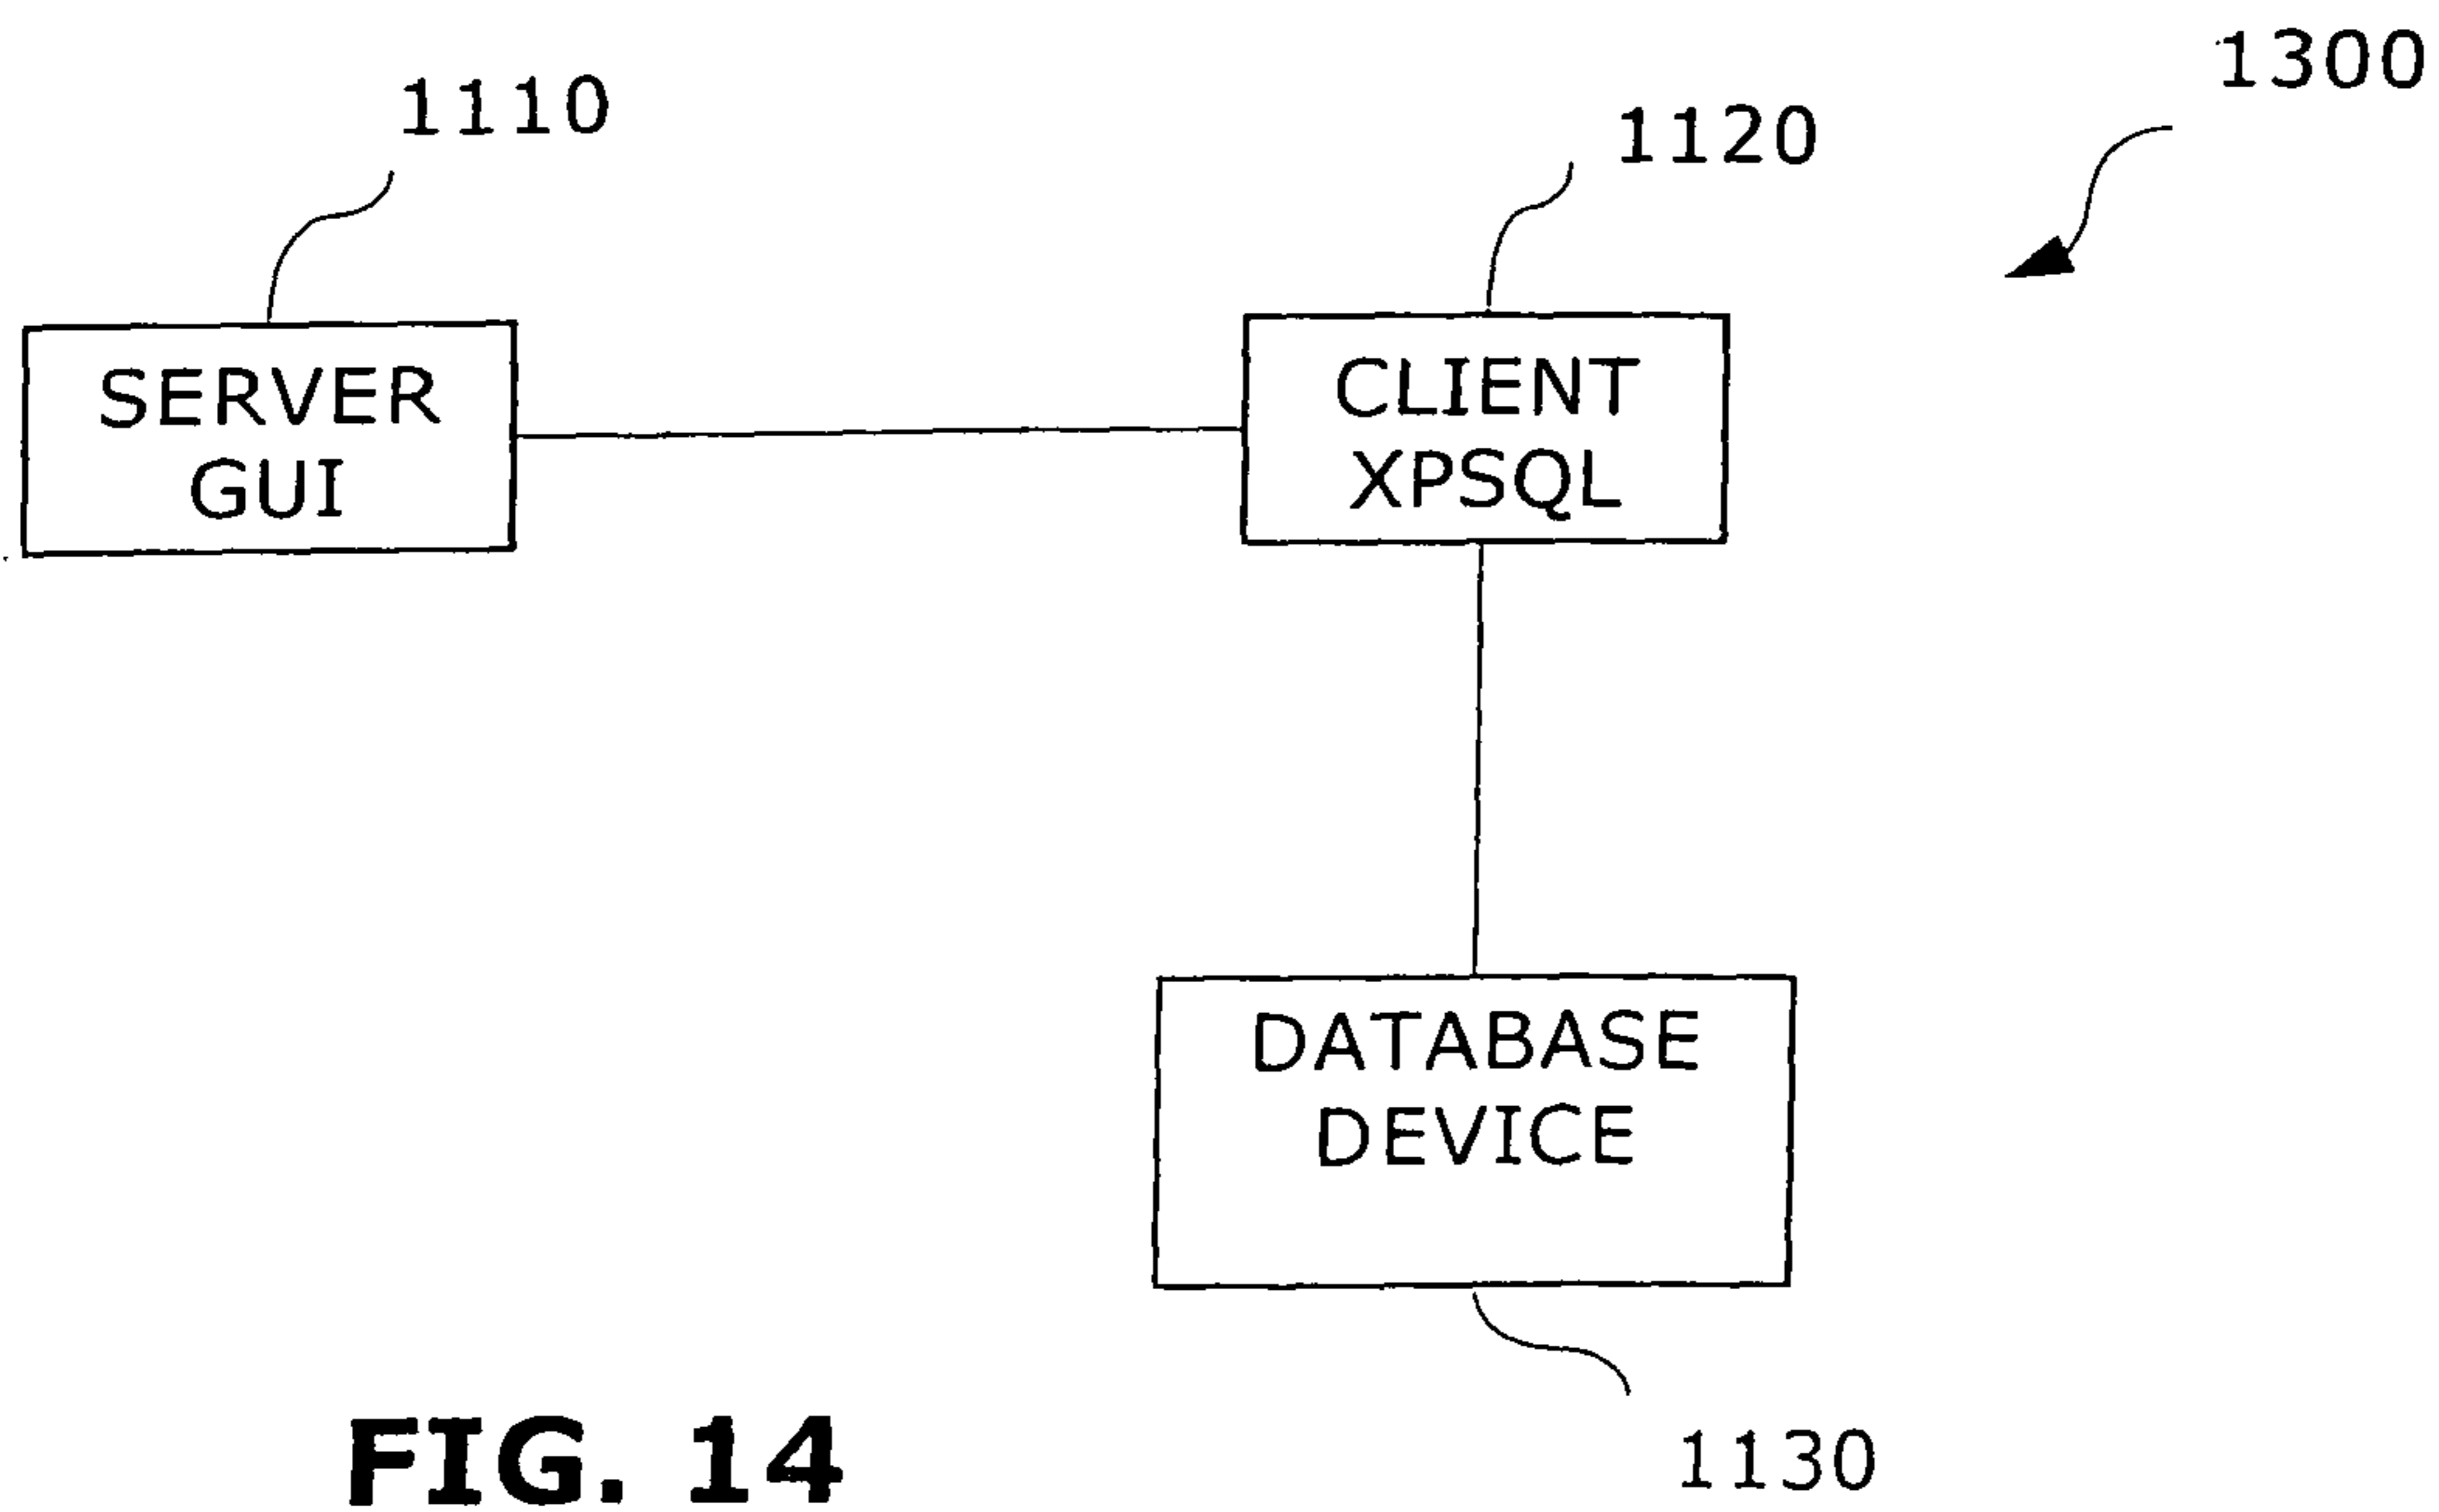 1300
1110
1120
SERVER
GUI
CLIENT
XPSQL
DATABASE
DEVICE
1130
FIG. 14